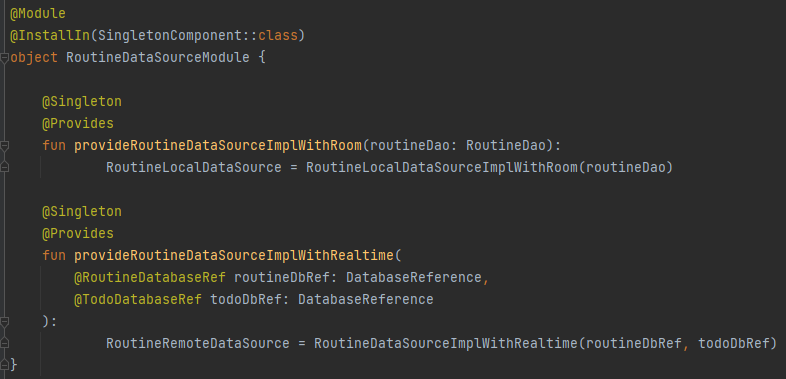 @Module
@InstallIn(SingletonComponent::class)
object RoutineDataSourceModule {
@Singleton
@Provides
fun provideRoutineDataSourceImplWithRoom(routineDao: RoutineDao):
RoutineLocalDataSource = RoutineLocalDataSourceImplWithRoom(routineDao)
@Singleton
@Provides
fun provideRoutineDataSourceImplWithRealtime(
@RoutineDatabaseRef routineDbRef: DatabaseReference,
@TodoDatabaseRef todoDbRef: DatabaseReference
):
RoutineRemoteDataSource = RoutineDataSourceImplWithRealtime(routineDbRef, todoDbRef)
}